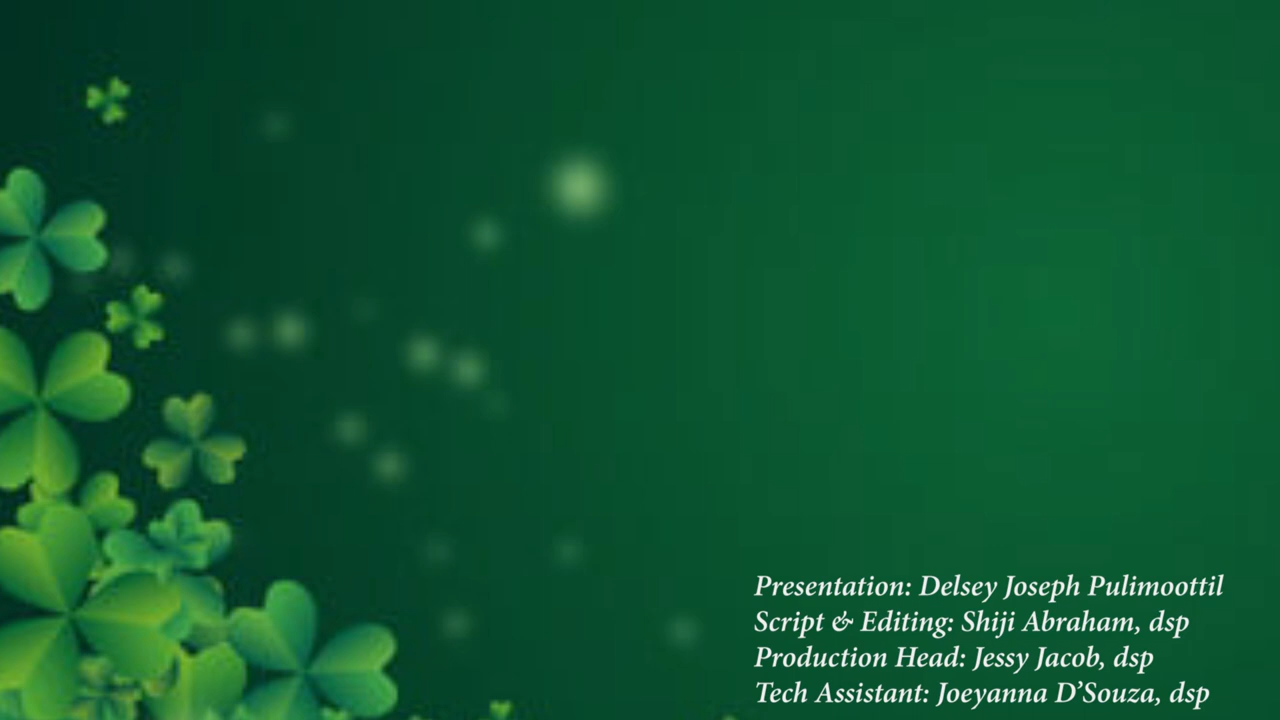 Presentation: Delsey Joseph Pulimoottil
Script & Editing: Shiji Abraham, dsp
Production Head: Jessy Jacob, dsp
Tech Assistant: Joeyanna D’Souza, dsp